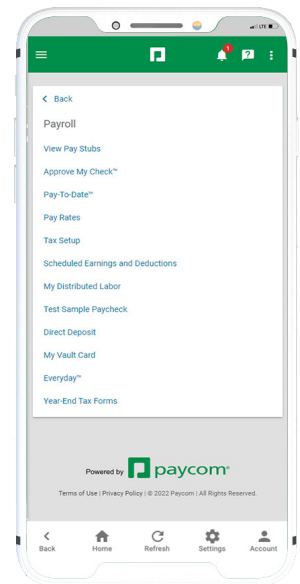 LTE
1
Back
Payroll
View Pay Stubs
Approve My Check™
Pay-To-Date™
Pay Rates
Tax Setup
Scheduled Earnings and Deductions
My Distributed Labor
Test Sample Paycheck
Direct Deposit
My Vault Card
Everyday™
Year-End Tax Forms
Powered by paycom®
Terms of Use | Privacy Policy | © 2022 Paycom | All Rights Reserved.
Back Home Refresh Settings Account